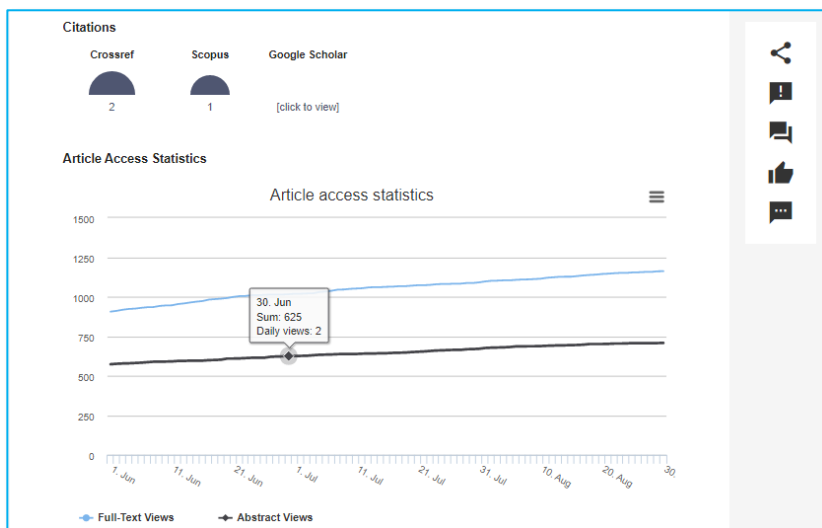 Citations
Crossref Scopus Google Scholar
2 1 [click to view]
Article Access Statistics
Article access statistics
1500
1250
1000
750
500
250
0
30. Jun
Sum: 625
Daily views: 2
1. Jun 11. Jun 21. Jun 1. Jul 11. Jul 21. Jul 31. Jul 10. Aug 20. Aug 30.
Full-Text Views Abstract Views